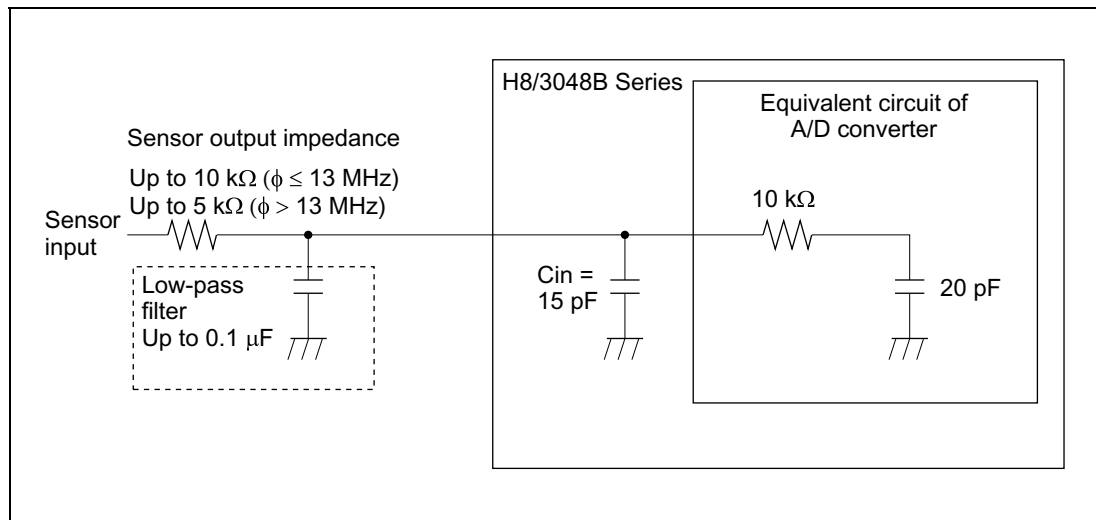 H8/3048B Series
Equivalent circuit of
A/D converter
Sensor output impedance
Up to 10 kΩ (ϕ ≤ 13 MHz)
Up to 5 kΩ (ϕ > 13 MHz)
Sensor
input
10 kΩ
Low-pass
filter
Up to 0.1 μF
Cin =
15 pF
20 pF